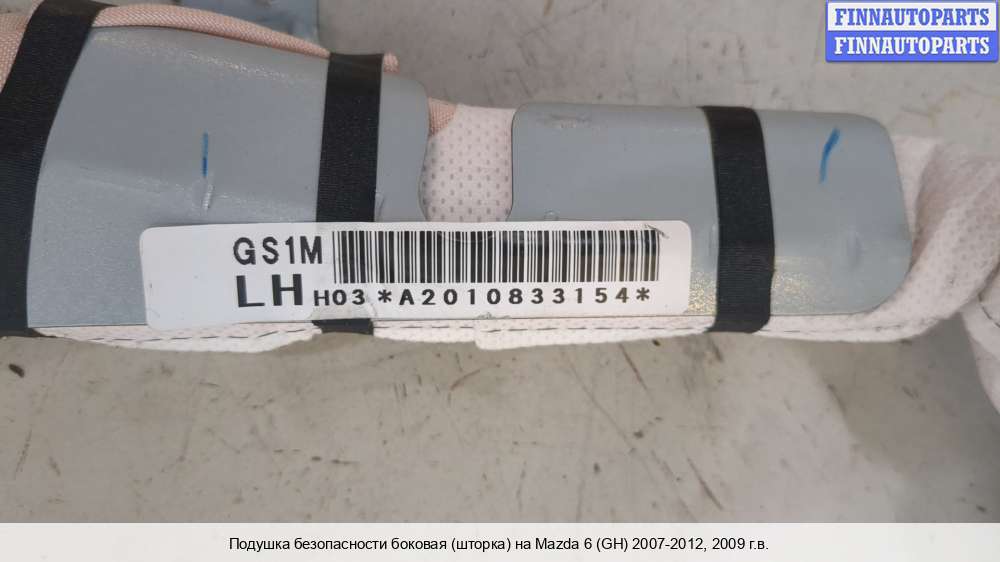 FINNAUTOPARTS
FINNAUTOPARTS
GS1M
LH H03 *A2010833154*
Подушка безопасности боковая (шторка) на Mazda 6 (GH) 2007-2012, 2009 г.в.